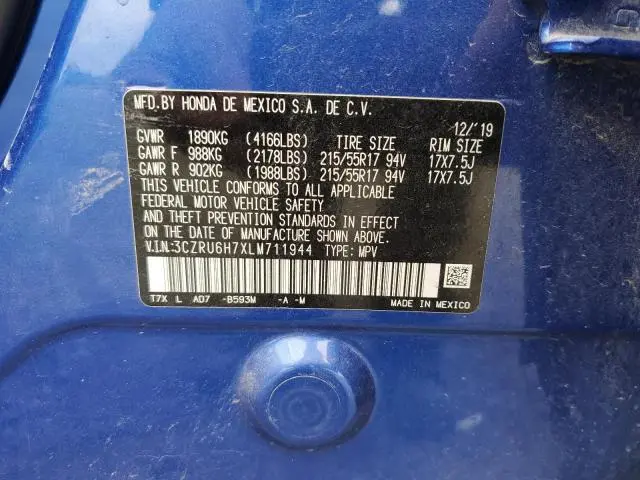 MFD.BY HONDA DE MEXICO S.A. DE C.V.
12/'19
GVWR 1890KG (4166LBS) TIRE SIZE RIM SIZE
GAWR F 988KG (2178LBS) 215/55R17 94V 17X7.5J
GAWR R 902KG (1988LBS) 215/55R17 94V 17X7.5J
THIS VEHICLE CONFORMS TO ALL APPLICABLE
FEDERAL MOTOR VEHICLE SAFETY
AND THEFT PREVENTION STANDARDS IN EFFECT
ON THE DATE OF MANUFACTURE SHOWN ABOVE.
V.I.N.:3CZRU6H7XLM711944 TYPE: MPV
T7X L AD7 -B593M -A -M
MADE IN MEXICO